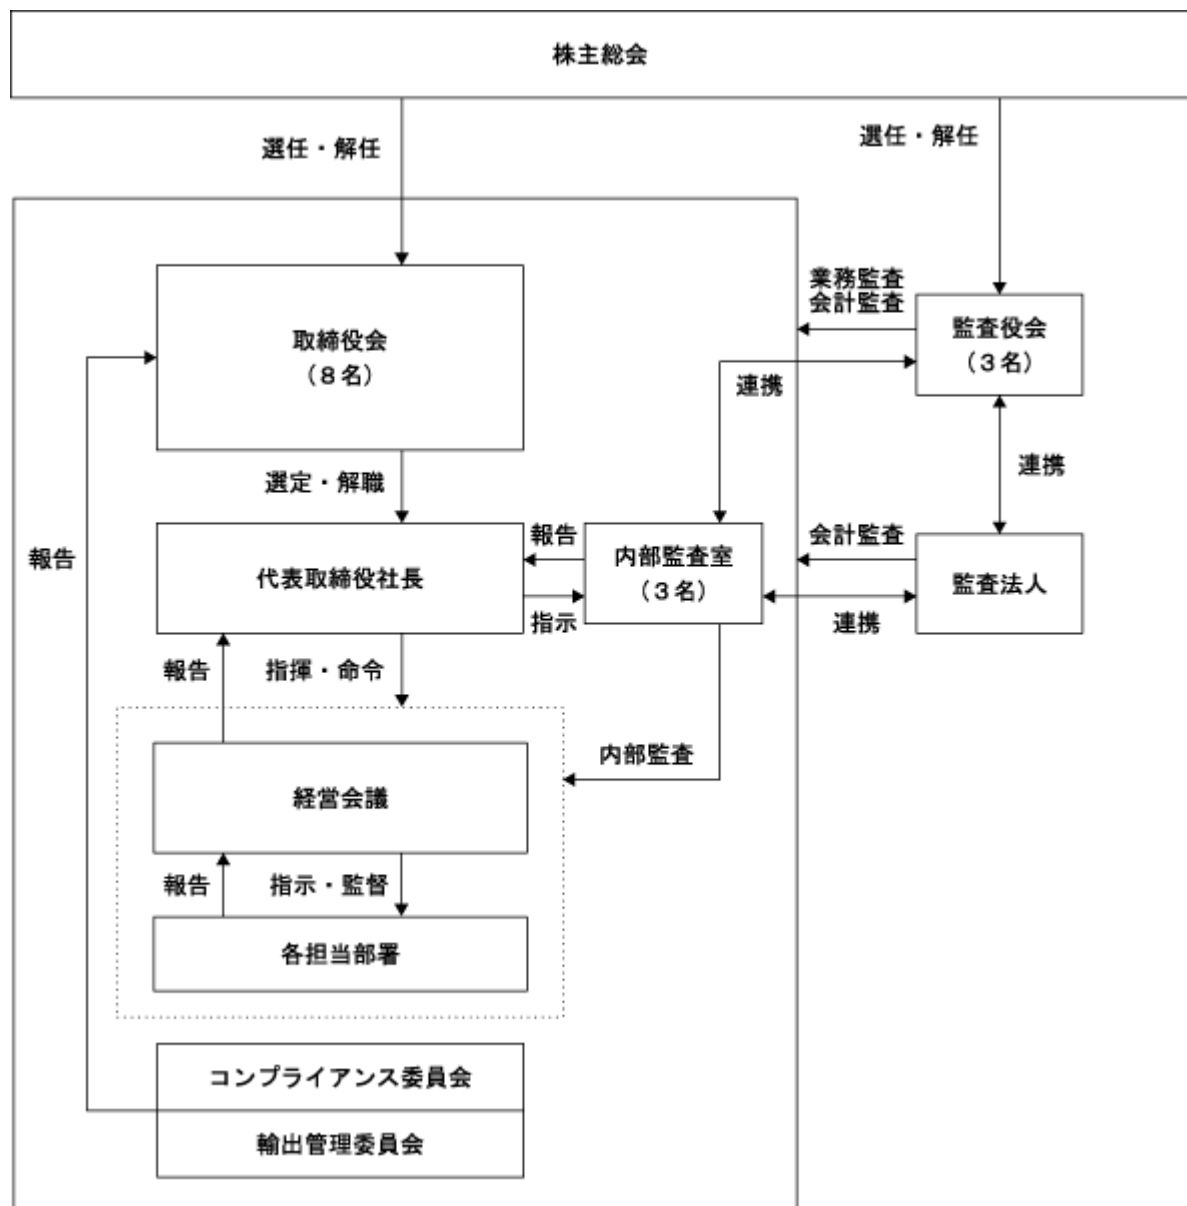 株主総会
選任・解任
選任・解任
業務監査
会計監査
取締役会
（８名）
監査役会
（３名）
連携
選定・解職
連携
報告
代表取締役社長
報告
指示
内部監査室
（３名）
会計監査
連携
監査法人
報告
指揮・命令
内部監査
経営会議
報告
指示・監督
各担当部署
コンプライアンス委員会
輸出管理委員会